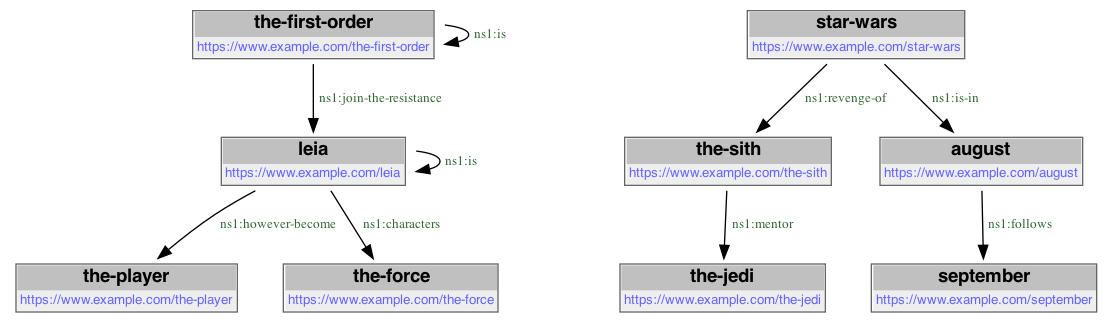 the-first-order
https://www.example.com/the-first-order
ns1:is
ns1:join-the-resistance
leia
https://www.example.com/leia
ns1:is
ns1:however-become
ns1:characters
the-player
https://www.example.com/the-player
the-force
https://www.example.com/the-force
star-wars
https://www.example.com/star-wars
ns1:revenge-of
ns1:is-in
the-sith
https://www.example.com/the-sith
august
https://www.example.com/august
ns1:mentor
ns1:follows
the-jedi
https://www.example.com/the-jedi
september
https://www.example.com/september